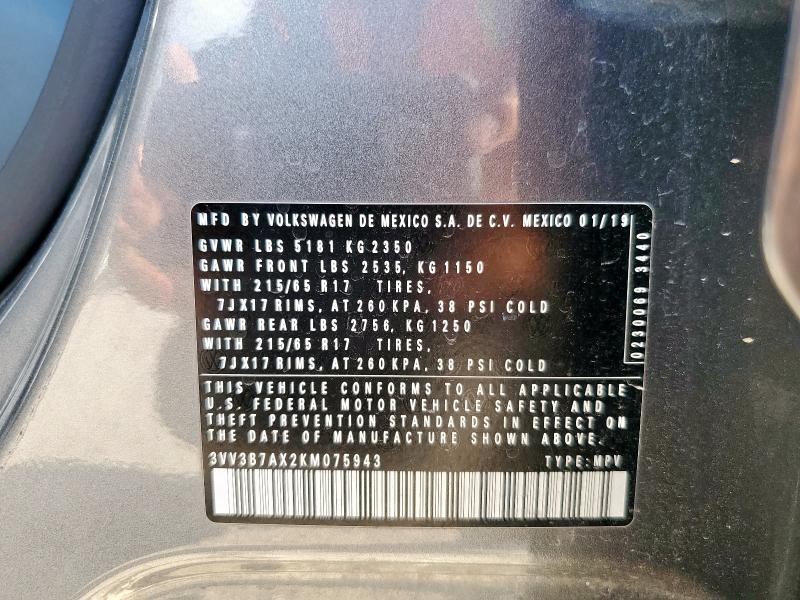 MFD BY VOLKSWAGEN DE MEXICO S.A. DE C.V. MEXICO 01/19
GVWR LBS 5181 KG 2350
GAWR FRONT LBS 2535, KG 1150
WITH 215/65 R17 TIRES,
7JX17 RIMS, AT 260 KPA, 38 PSI COLD
GAWR REAR LBS 2756, KG 1250
WITH 215/65 R17 TIRES,
7JX17 RIMS, AT 260 KPA, 38 PSI COLD
0230069 3440
THIS VEHICLE CONFORMS TO ALL APPLICABLE
U.S. FEDERAL MOTOR VEHICLE SAFETY AND
THEFT PREVENTION STANDARDS IN EFFECT ON
THE DATE OF MANUFACTURE SHOWN ABOVE.
3VV3B7AX2KM075943 TYPE: MPV